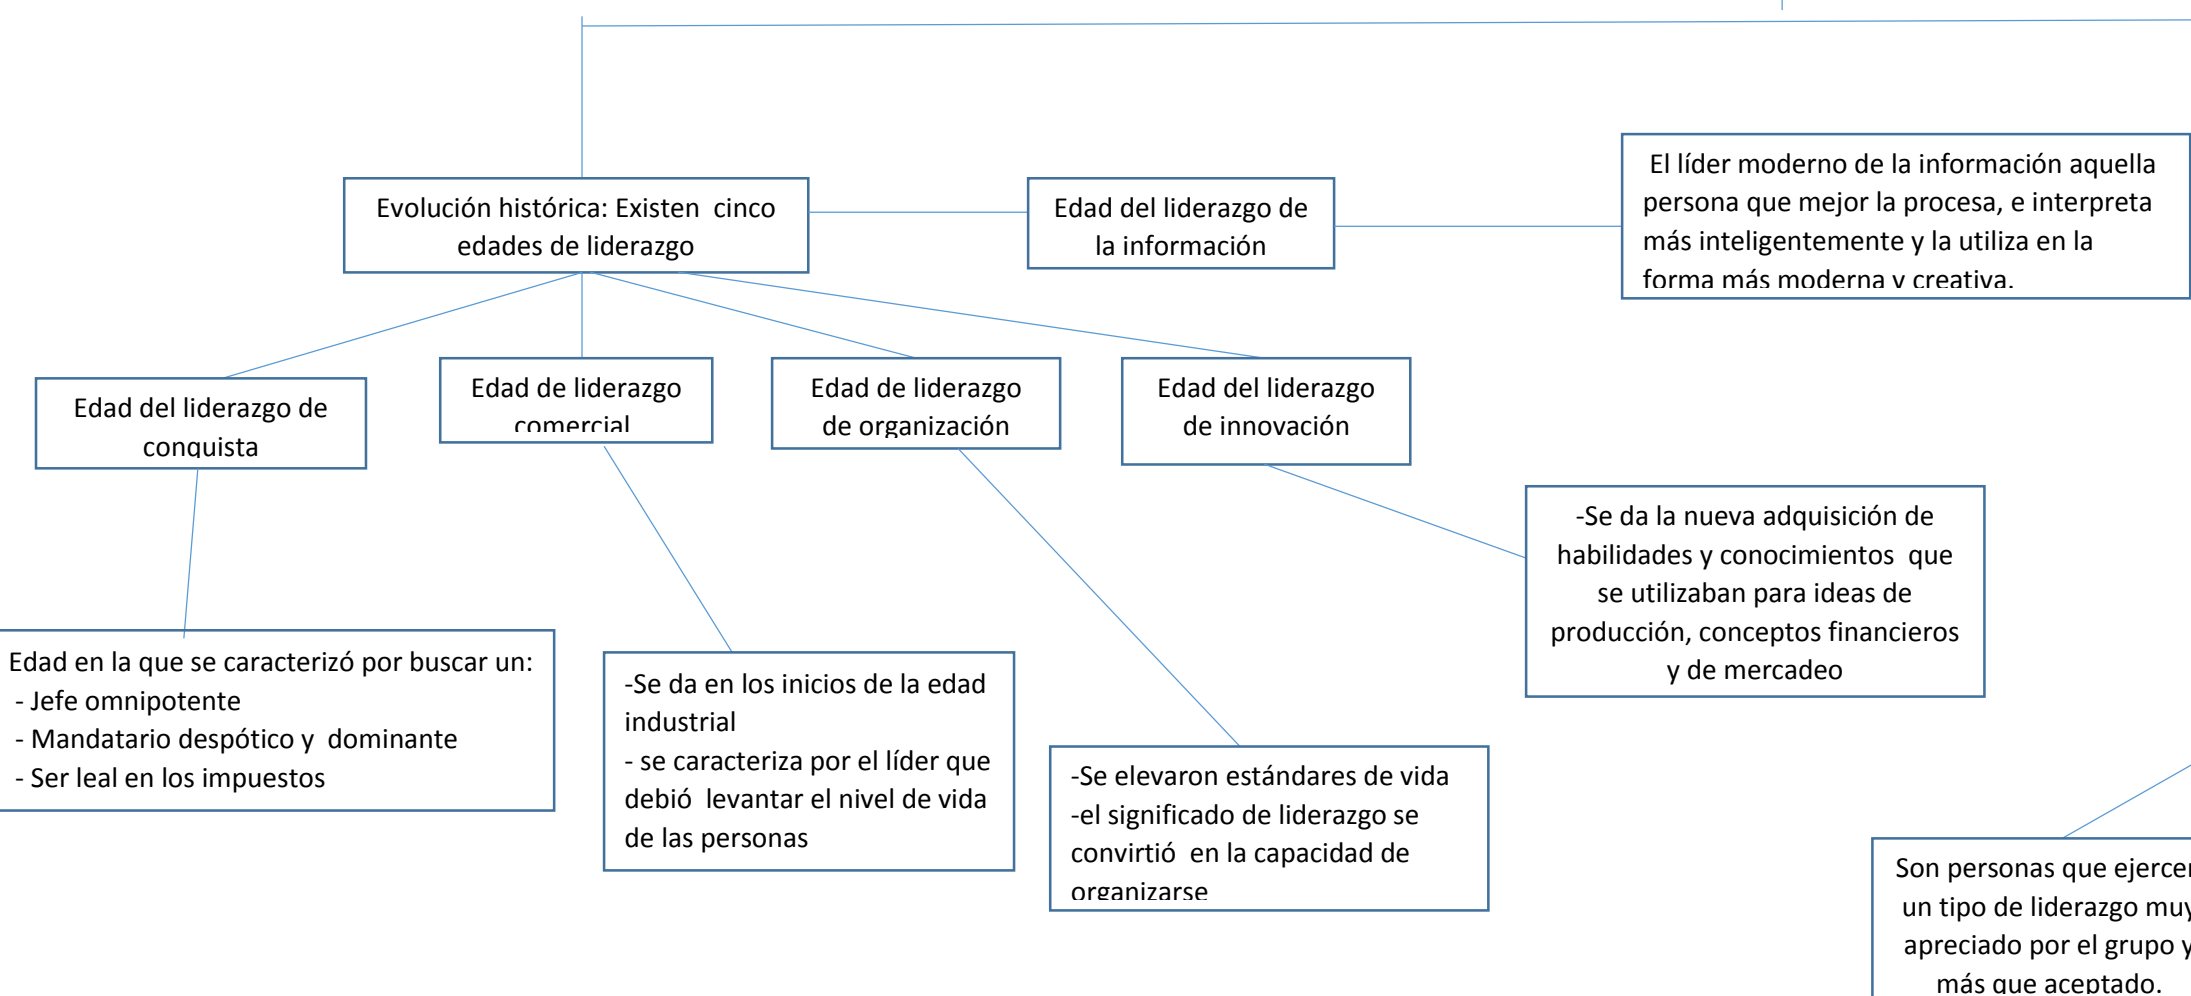 Evolución histórica: Existen  cinco
edades de liderazgo
Edad del liderazgo de
la información
El líder moderno de la información aquella
persona que mejor la procesa, e interpreta
más inteligentemente y la utiliza en la
forma más moderna y creativa.
Edad del liderazgo de
conquista
Edad de liderazgo
comercial
Edad de liderazgo
de organización
Edad del liderazgo
de innovación
-Se da la nueva adquisición de
habilidades y conocimientos  que
se utilizaban para ideas de
producción, conceptos financieros
y de mercadeo
Edad en la que se caracterizó por buscar un:
- Jefe omnipotente
- Mandatario despótico y  dominante
- Ser leal en los impuestos
-Se da en los inicios de la edad
industrial
- se caracteriza por el líder que
debió  levantar el nivel de vida
de las personas
-Se elevaron estándares de vida
-el significado de liderazgo se
convirtió  en la capacidad de
organizarse
Son personas que ejercen
un tipo de liderazgo muy
apreciado por el grupo y
más que aceptado.